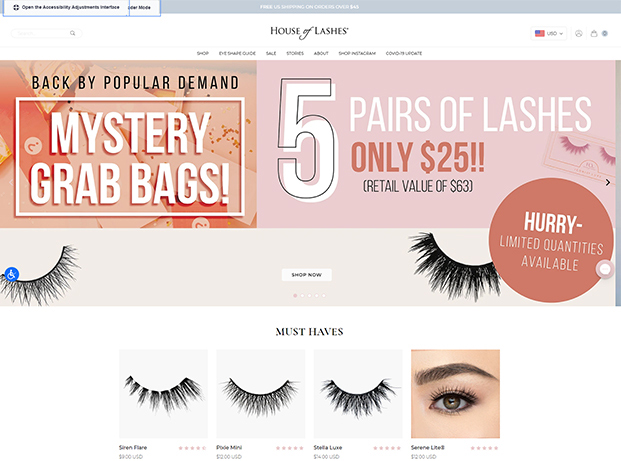 Open the Accessibility Adjustments Interface
der Mode
FREE US SHIPPING ON ORDERS OVER $43
HOUSE of LASHES®
USD
SHOP EYE SHAPE GUIDE SALE STORIES ABOUT SHOP INSTAGRAM COVID-19 UPDATE
BACK BY POPULAR DEMAND
MYSTERY
GRAB BAGS!
5
PAIRS OF LASHES
ONLY $25!!
(RETAIL VALUE OF $63)
HURRY-
LIMITED QUANTITIES
AVAILABLE
SHOP NOW
MUST HAVES
Siren Flare
$9.00 USD
Pixie Mini
$12.00 USD
Stella Luxe
$14.00 USD
Serene Lite8
$12.00 USD